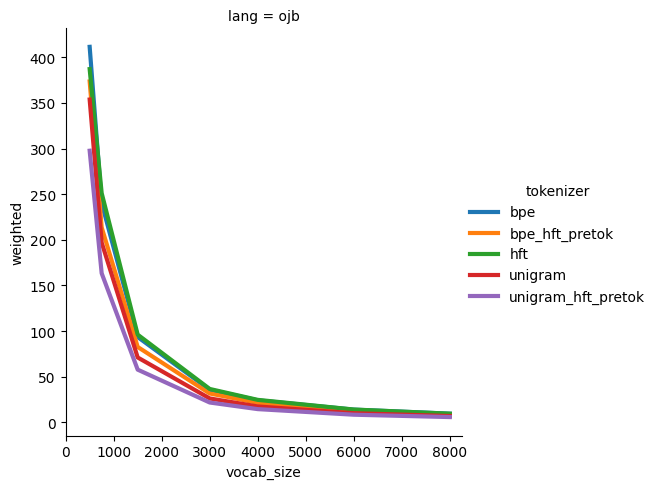 lang = ojb
400
350
300
250
200
150
100
50
0
weighted
0 1000 2000 3000 4000 5000 6000 7000 8000
vocab_size
tokenizer
bpe
bpe_hft_pretok
hft
unigram
unigram_hft_pretok